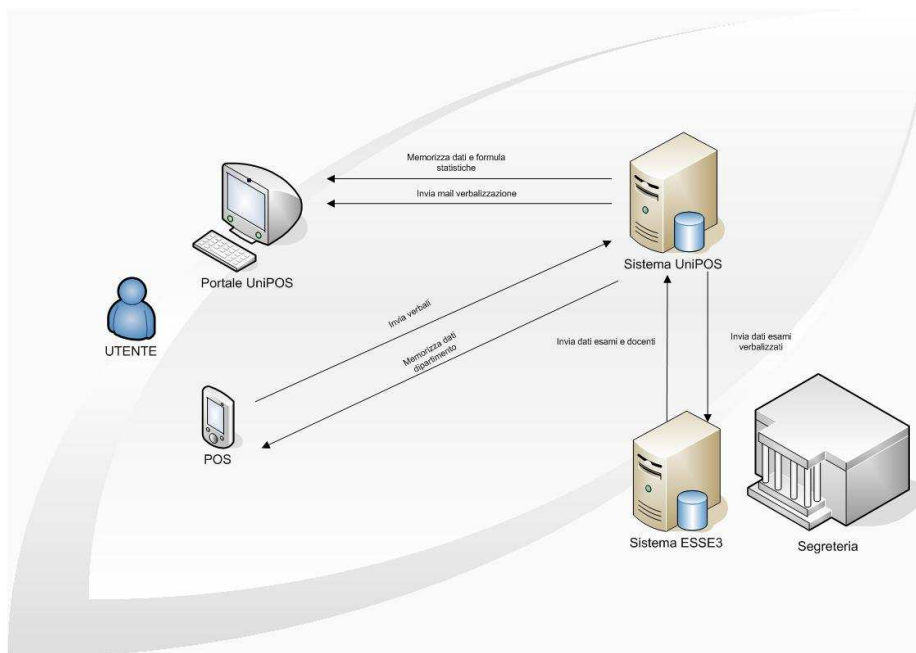 Memorizza dati e formula
statistiche
Invia mail verbalizzazione
Portale UniPOS
Sistema UniPOS
UTENTE
Invia verbali
Memorizza dati
dipartimento
Invia dati esami e docenti
Invia dati esami
verbalizzati
POS
Sistema ESSE3
Segreteria